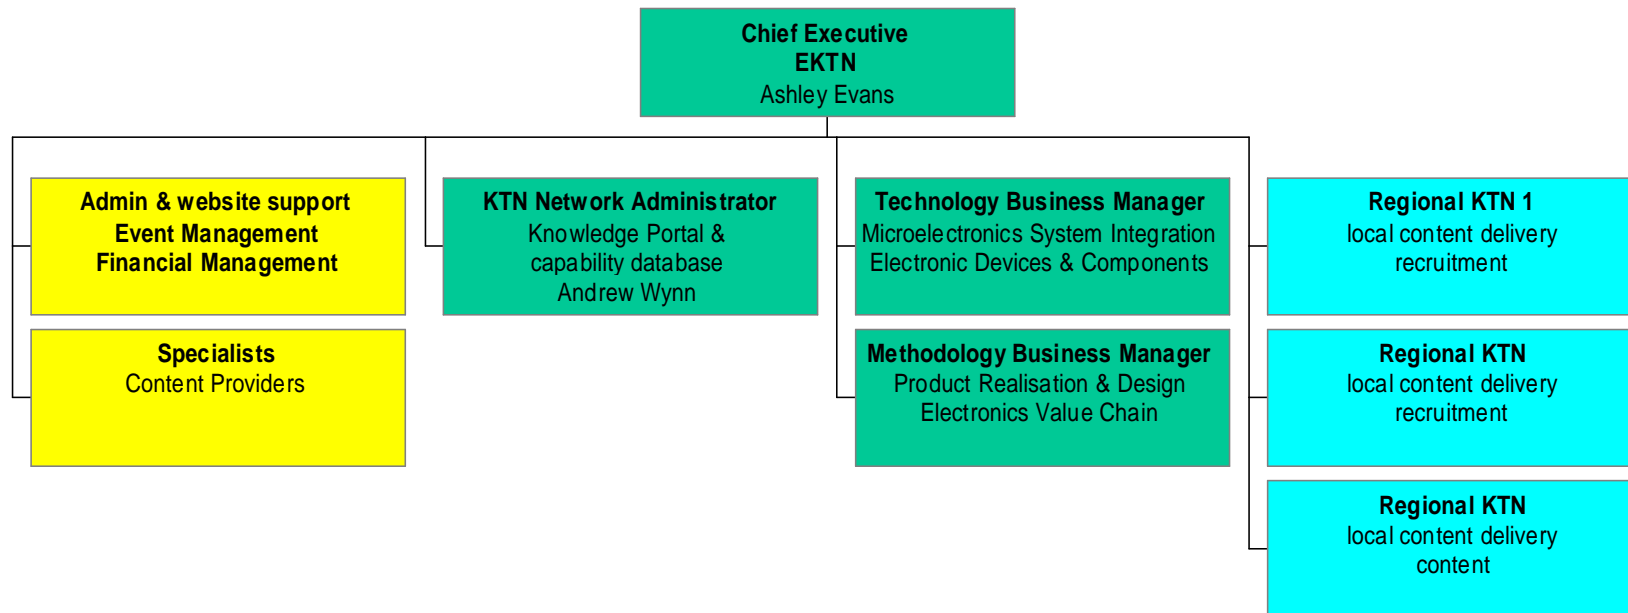 Chief Executive
EKTN
Ashley Evans
Admin & website support
Event Management
Financial Management
KTN Network Administrator
Knowledge Portal &
capability database
Andrew Wynn
Technology Business Manager
Microelectronics System Integration
Electronic Devices & Components
Regional KTN 1
local content delivery
recruitment
Specialists
Content Providers
Methodology Business Manager
Product Realisation & Design
Electronics Value Chain
Regional KTN
local content delivery
recruitment
Regional KTN
local content delivery
content